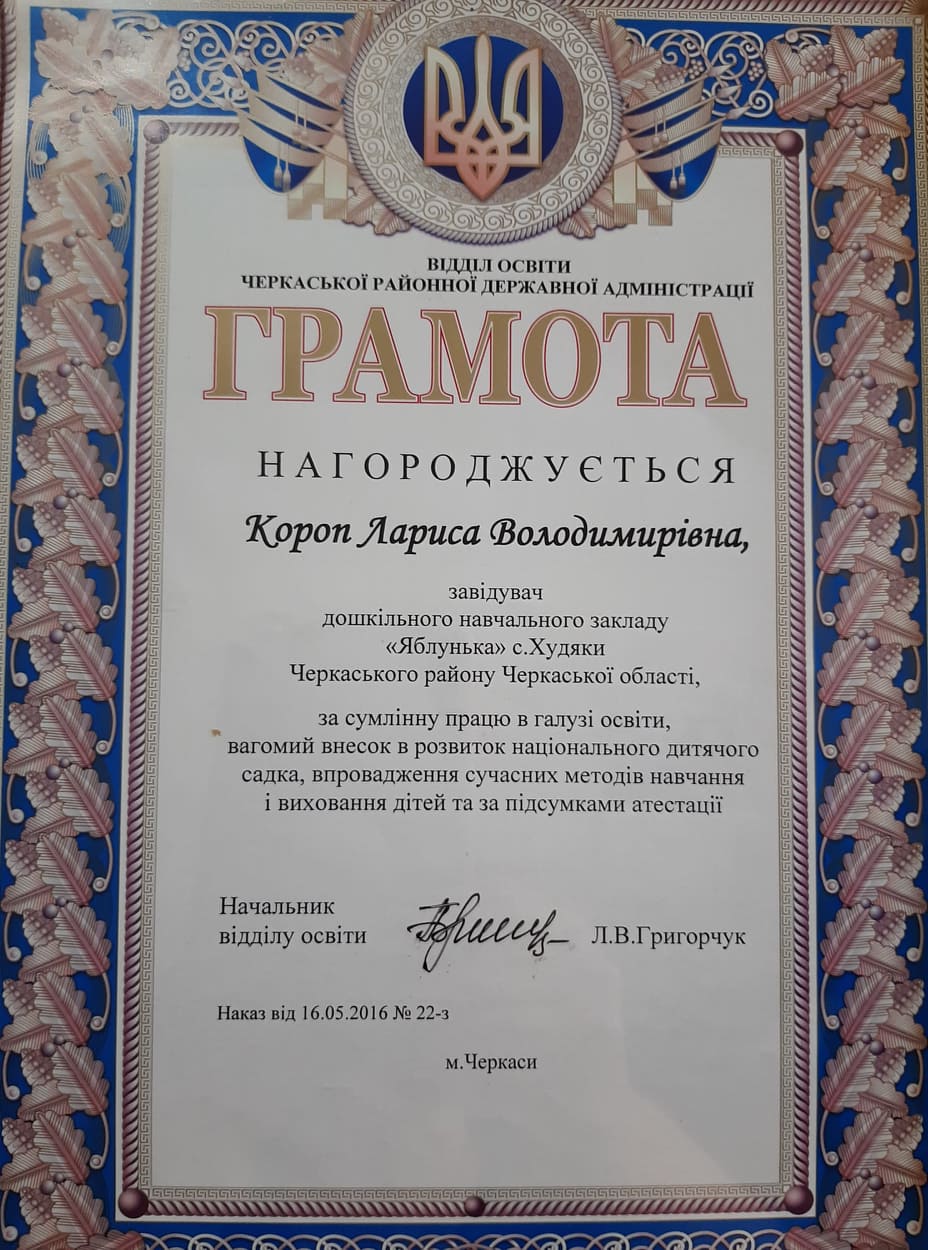 ВІДДІЛ ОСВІТИ
ЧЕРКАСЬКОЇ РАЙОННОЇ ДЕРЖАВНОЇ АДМІНІСТРАЦІЇ
ГРАМОТА
НАГОРОДЖУЄТЬСЯ
Короп Лариса Володимирівна,
завідувач
дошкільного навчального закладу
«Яблунька» с.Худяки
Черкаського району Черкаської області,
за сумлінну працю в галузі освіти,
вагомий внесок в розвиток національного дитячого
садка, впровадження сучасних методів навчання
і виховання дітей та за підсумками атестації
Начальник
відділу освіти Л.В.Григорчук
Наказ від 16.05.2016 № 22-з
м.Черкаси